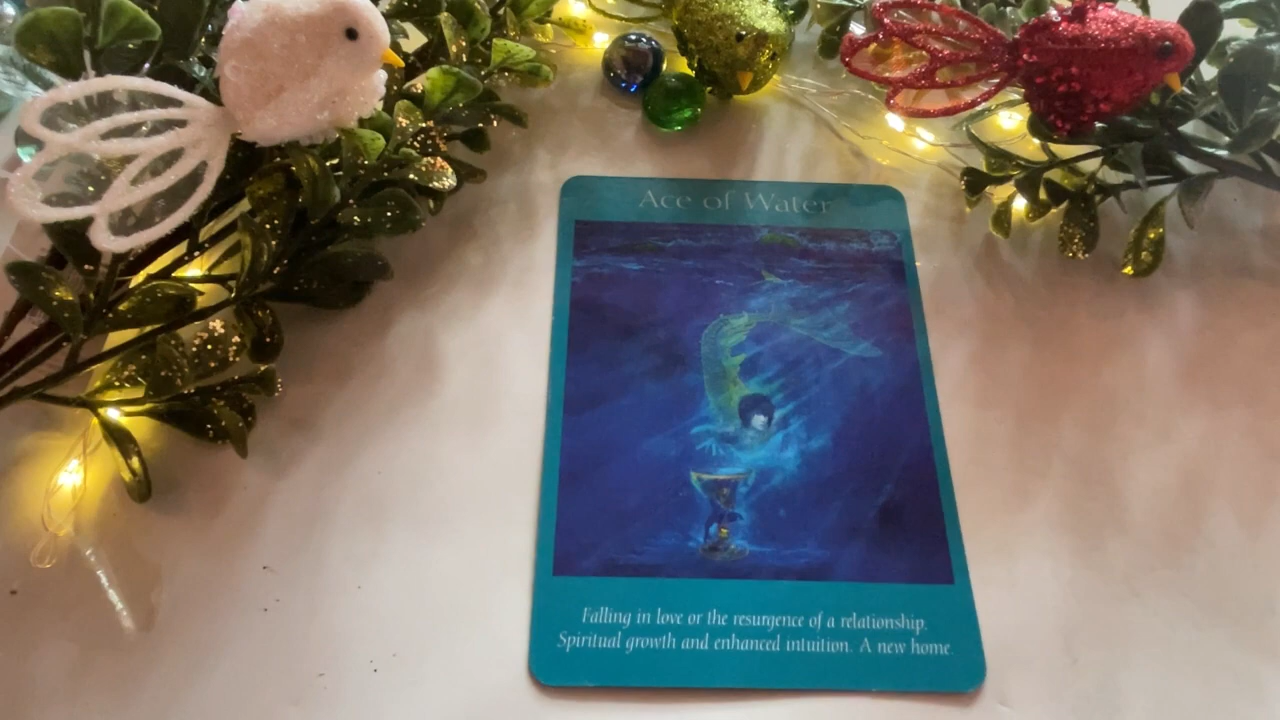 Ace of Water
Falling in love or the resurgence of a relationship.
Spiritual growth and enhanced intuition. A new home.